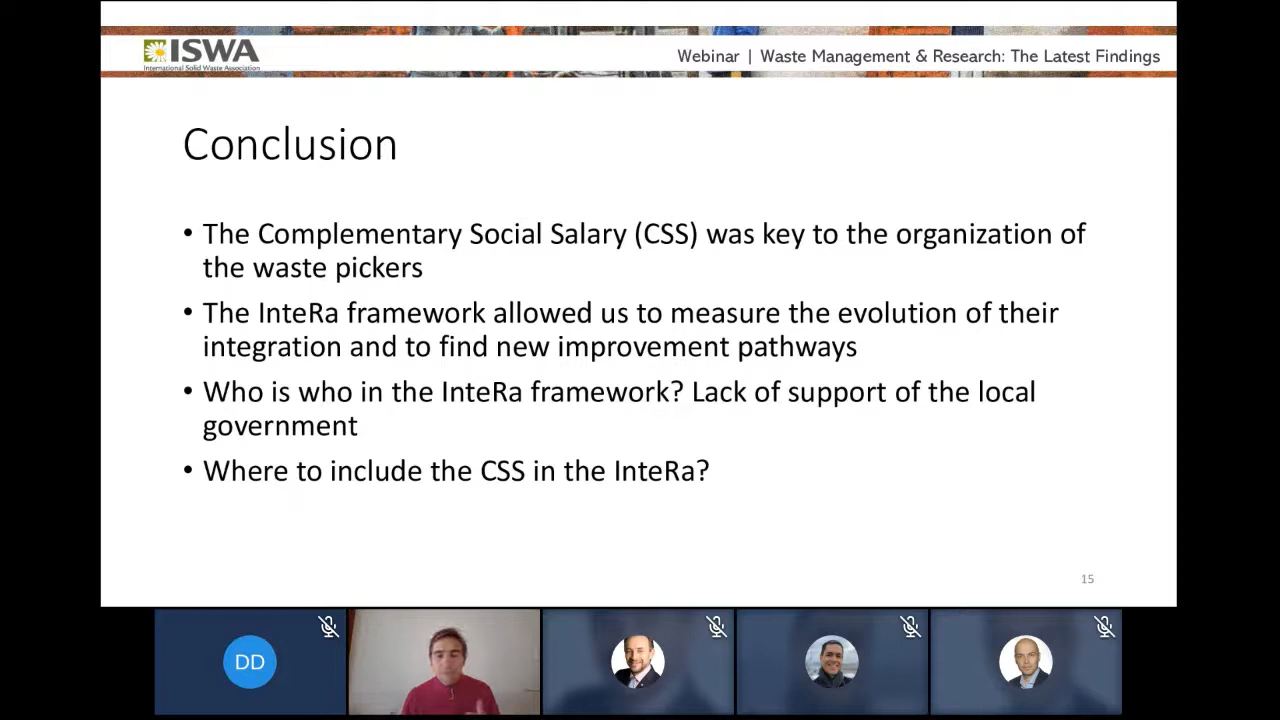 ISWA
International Solid Waste Association
Webinar | Waste Management & Research: The Latest Findings
Conclusion
• The Complementary Social Salary (CSS) was key to the organization of
the waste pickers
• The InteRa framework allowed us to measure the evolution of their
integration and to find new improvement pathways
• Who is who in the InteRa framework? Lack of support of the local
government
• Where to include the CSS in the InteRa?
15
DD